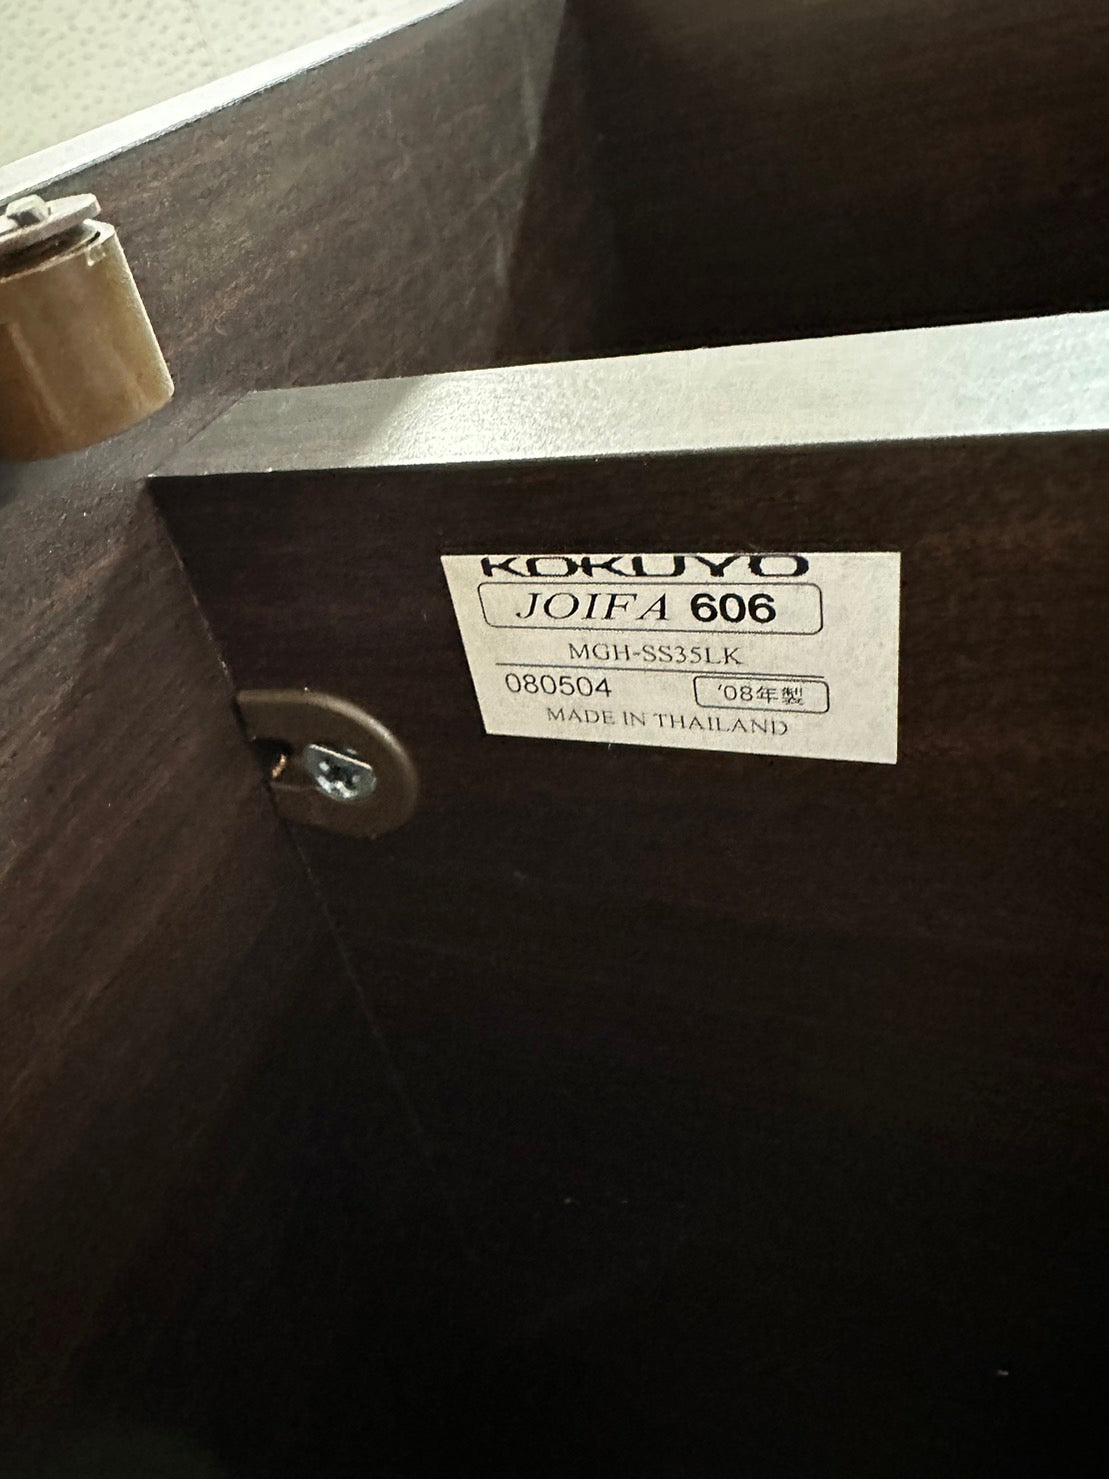 KOKUYO
JOIFA 606
MGH-SS35LK
080504 '08年製
MADE IN THAILAND